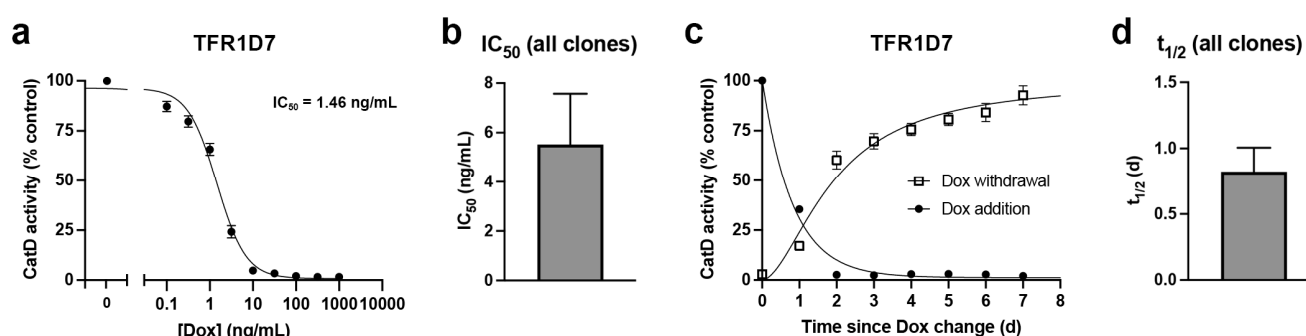 a
TFR1D7
CatD activity (% control)
100
75
50
25
0
IC50 = 1.46 ng/mL
0 0.1 1 10 100 1000 10000
[Dox] (ng/mL)
b
IC50 (all clones)
IC50 (ng/mL)
8
6
4
2
0
c
TFR1D7
CatD activity (% control)
100
75
50
25
0
Dox withdrawal
Dox addition
0 1 2 3 4 5 6 7 8
Time since Dox change (d)
d
t1/2 (all clones)
t1/2 (d)
1.5
1.0
0.5
0.0